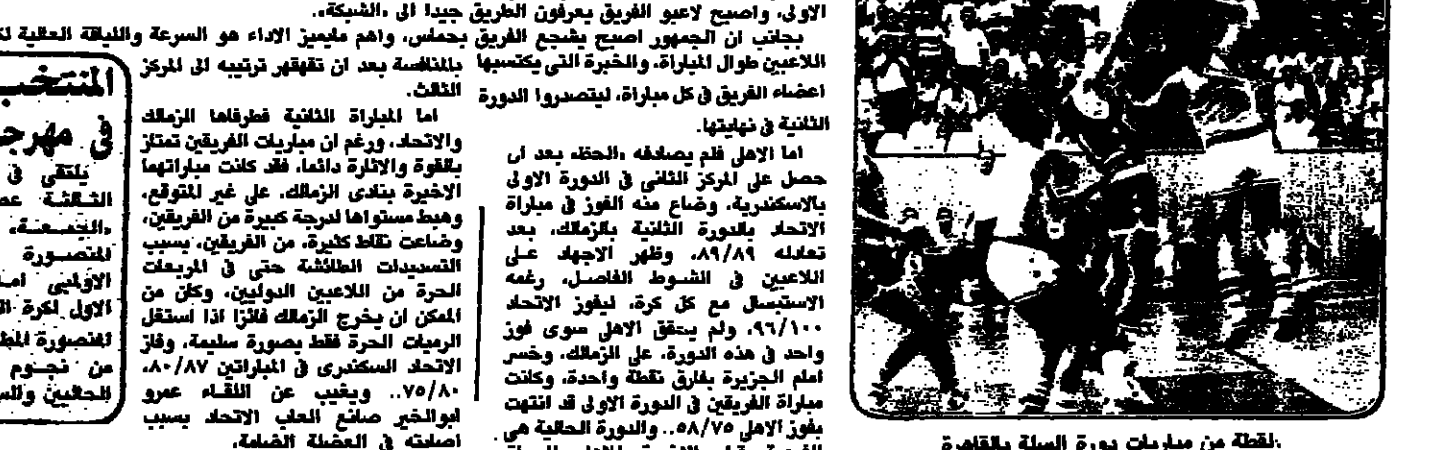 الاولى، واصبح لاعبو الفريق يعرفون الطريق جيدا الى «الشبكة».
بجانب ان الجمهور اصبح يشجع الفريق بحماس، واهم مايميز الاداء هو السرعة واللياقة العالية
اللاعبين طوال المباراة، والخبرة التى يكتسبها
اعضاء الفريق فى كل مباراة، ليتصدروا الدورة
الثانية فى نهايتها.
اما الاهلى فلم يصادفه «الحظ» بعد ان
حصل على المركز الثانى فى الدورة الاولى
بالاسكندرية، وضاع منه الفوز فى مباراة
الاتحاد بالدورة الثانية بالزمالك، بعد
تعادله ٨٩/٨٩، وظهر الاجهاد على
اللاعبين فى الشوط الفاصل، رغم
الاستبسال مع كل كرة، ليفوز الاتحاد
٩٦/١٠٠، ولم يحقق الاهلى سوى فوز
واحد فى هذه الدورة، على الزمالك، وخسر
امام الجزيرة بفارق نقطة واحدة، وكانت
مباراة الفريقين فى الدورة الاولى قد انتهت
بفوز الاهلى ٥٨/٧٥.. والدورة الحالية هى
بالمنافسة بعد ان تقهقهر ترتيبه الى المركز
الثالث.
اما المباراة الثانية فطرفاها الزمالك
والاتحاد، ورغم ان مباريات الفريقين تمتاز
بالقوة والاثارة دائما، فقد كانت مباراتهما
الاخيرة بنادى الزمالك، على غير المتوقع،
وهبط مستواها لدرجة كبيرة من الفريقين،
وضاعت نقاط كثيرة، من الفريقين، بسبب
التسديدات الطائشة حتى فى المربعات
الحرة من اللاعبين الدوليين، وكان من
الممكن ان يخرج الزمالك فائزا اذا استغل
الرميات الحرة فقط بصورة سليمة، وفاز
الاتحاد السكندرى فى المباراتين ٨٠/٨٧،
٧٥/٨٠.. ويغيب عن اللقاء عمرو
ابوالخير صانع العاب الاتحاد بسبب
اصابته فى العضلة الضامة.
المنتخب
فى
يلتقى فى
الثالثة
«الجمعة»،
المنصورة
الاوليمبى
الاول لكرة
المنصورة
من نجوم
الحاليين
لقطة من مباريات دورة السلة بالقاهرة